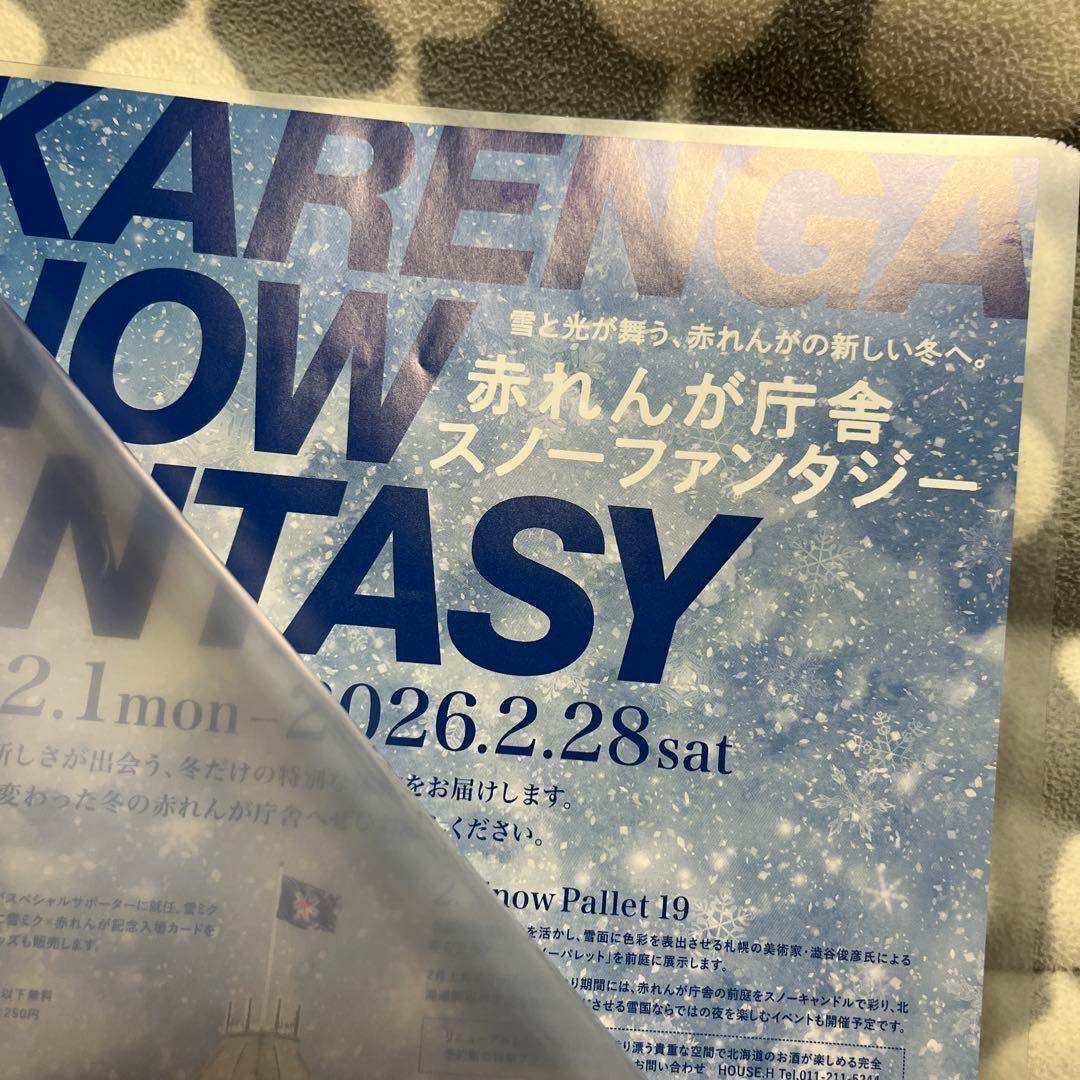 KARENGA
NOW
雪と光が舞う、赤れんがの新しい冬へ。
赤れんが庁舎
スノーファンタジー
NTASY
2.1mon–2026.2.28sat
新しさが出会う、冬だけの特別な
をお届けします。
変わった冬の赤れんが庁舎へぜひ
ください。
スペシャルサポーターに就任。雪ミク
雪ミク×赤れんが記念入場カードを
ズも販売します。
以下無料
250円
Snow Pallet 19
を活かし、雪面に色彩を表出させる札幌の美術家・澁谷俊彦氏による
ノーパレット」を前庭に展示します。
り期間には、赤れんが庁舎の前庭をスノーキャンドルで彩り、北
させる雪国ならではの夜を楽しむイベントも開催予定です。
漂う貴重な空間で北海道のお酒が楽しめる完全
お問い合わせ HOUSE.H Tel.011-211-5244